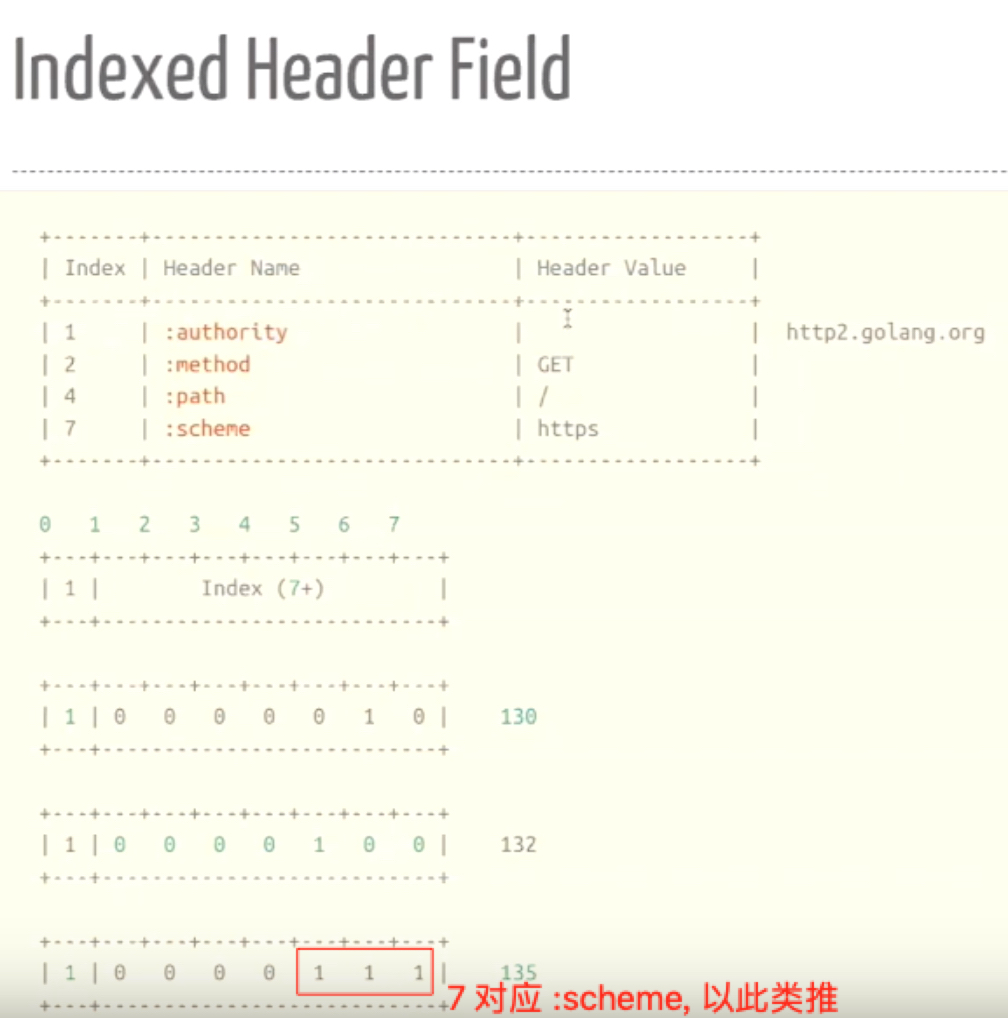 Indexed Header Field
--------------------------------------------------------------------------------
+-------+-----------------------------+-----------------+
| Index | Header Name | Header Value |
+-------+-----------------------------+-----------------+
| 1 | :authority | | http2.golang.org
| 2 | :method | GET |
| 4 | :path | / |
| 7 | :scheme | https |
+-------+-----------------------------+-----------------+
0 1 2 3 4 5 6 7
+---+---+---+---+---+---+---+---+
| 1 | Index (7+) |
+---+---------------------------+
+---+---+---+---+---+---+---+---+
| 1 | 0 0 0 0 0 1 0 | 130
+---+---------------------------+
+---+---+---+---+---+---+---+---+
| 1 | 0 0 0 0 1 0 0 | 132
+---+---------------------------+
+---+---+---+---+---+---+---+---+
| 1 | 0 0 0 0 1 1 1 | 135
+---+---------------------------+
7 对应 :scheme, 以此类推